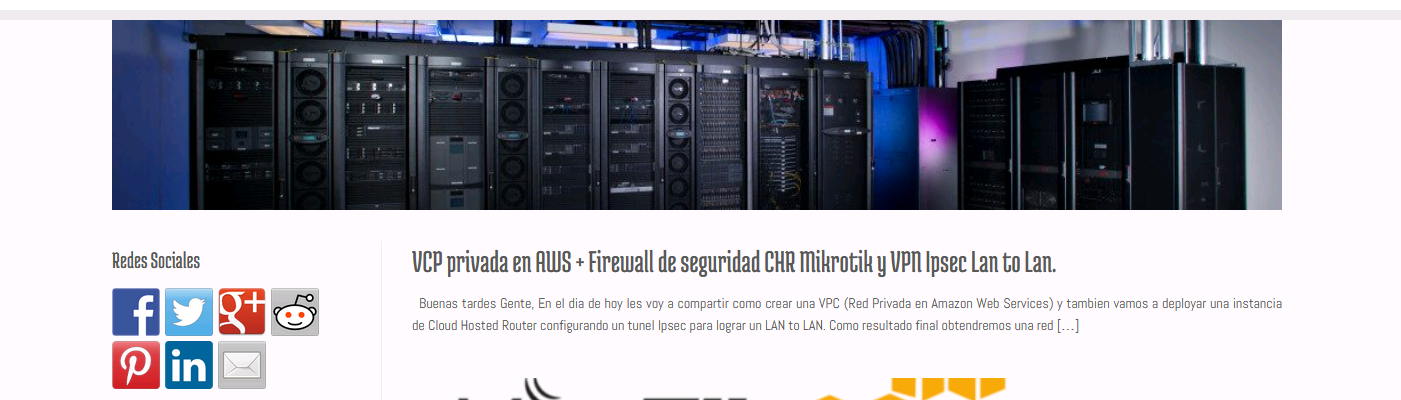 Redes Sociales
VCP privada en AWS + Firewall de seguridad CHR Mikrotik y VPN Ipsec Lan to Lan.
Buenas tardes Gente, En el dia de hoy les voy a compartir como crear una VPC (Red Privada en Amazon Web Services) y tambien vamos a deployar una instancia
de Cloud Hosted Router configurando un tunel Ipsec para lograr un LAN to LAN. Como resultado final obtendremos una red […]